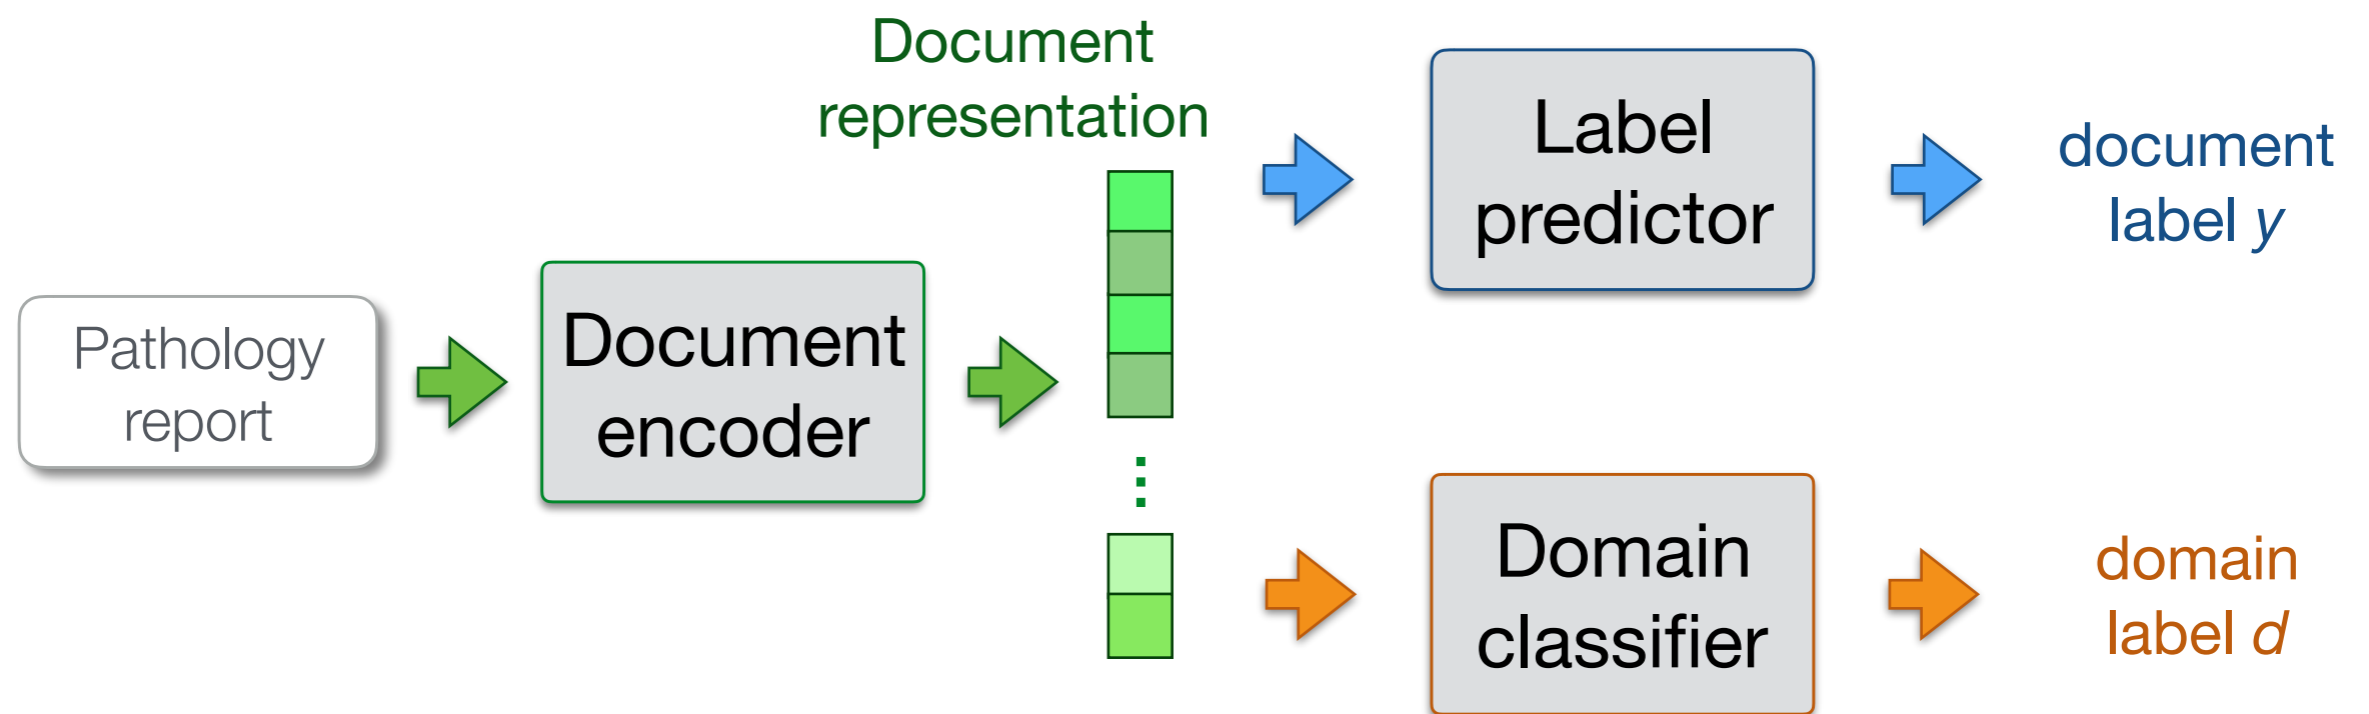 Document
representation
Pathology
report
Document
encoder
Label
predictor
document
label y
Domain
classifier
domain
label d